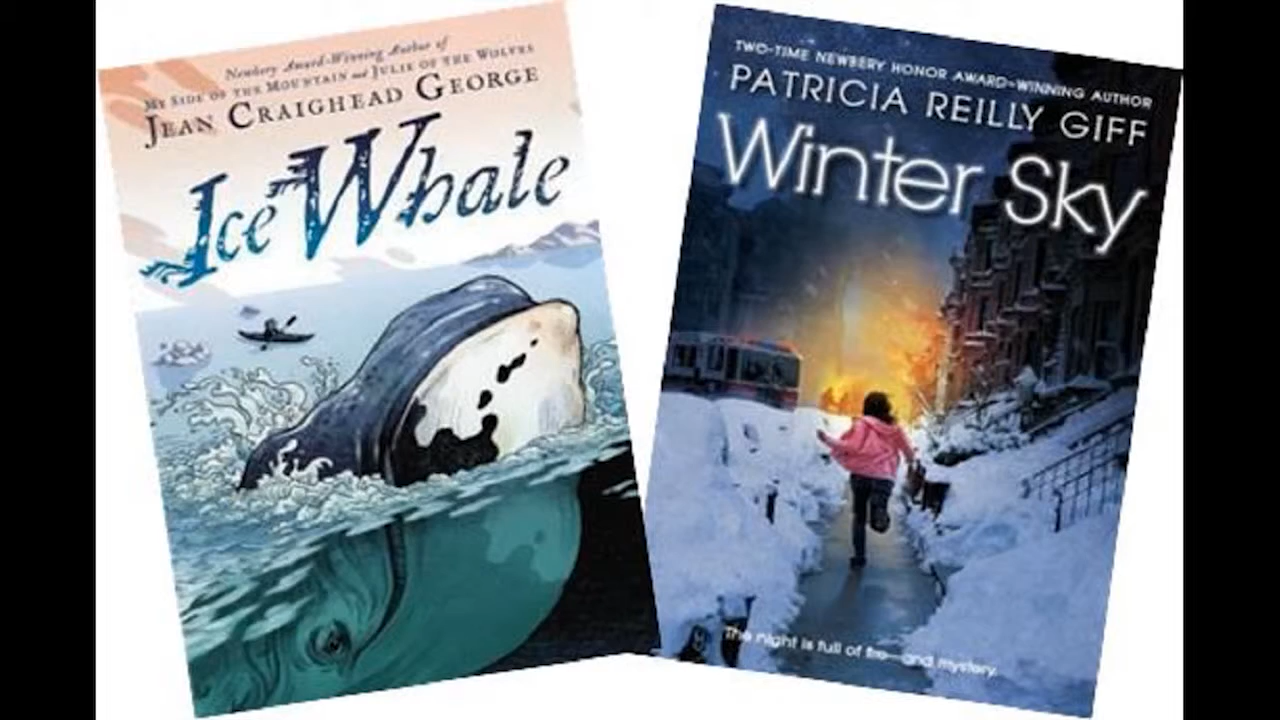 Newbery Award-Winning Author of
My Side of the Mountain and Julie of the Wolves
Jean Craighead George
Ice Whale
TWO-TIME NEWBERY HONOR AWARD-WINNING AUTHOR
PATRICIA REILLY GIFF
Winter Sky
The night is full of fire—and mystery.